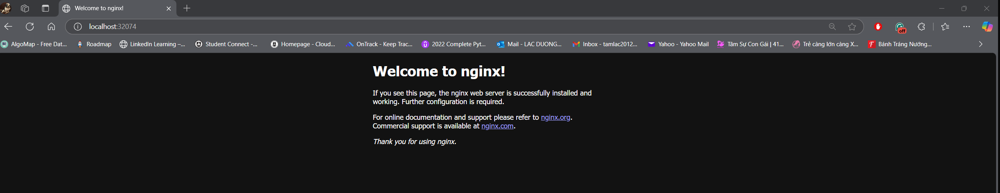 Welcome to nginx!
localhost:32074
off
AlgoMap - Free Dat...
Roadmap
LinkedIn Learning –...
Student Connect -...
Homepage - Cloud...
OnTrack - Keep Trac...
2022 Complete Pyt...
Mail - LAC DUONG...
Inbox - tamlac2012...
Yahoo - Yahoo Mail
Tâm Sự Con Gái | 41...
Trẻ càng lớn càng X...
Bánh Tráng Nướng...
Welcome to nginx!
If you see this page, the nginx web server is successfully installed and
working. Further configuration is required.
For online documentation and support please refer to nginx.org.
Commercial support is available at nginx.com.
Thank you for using nginx.